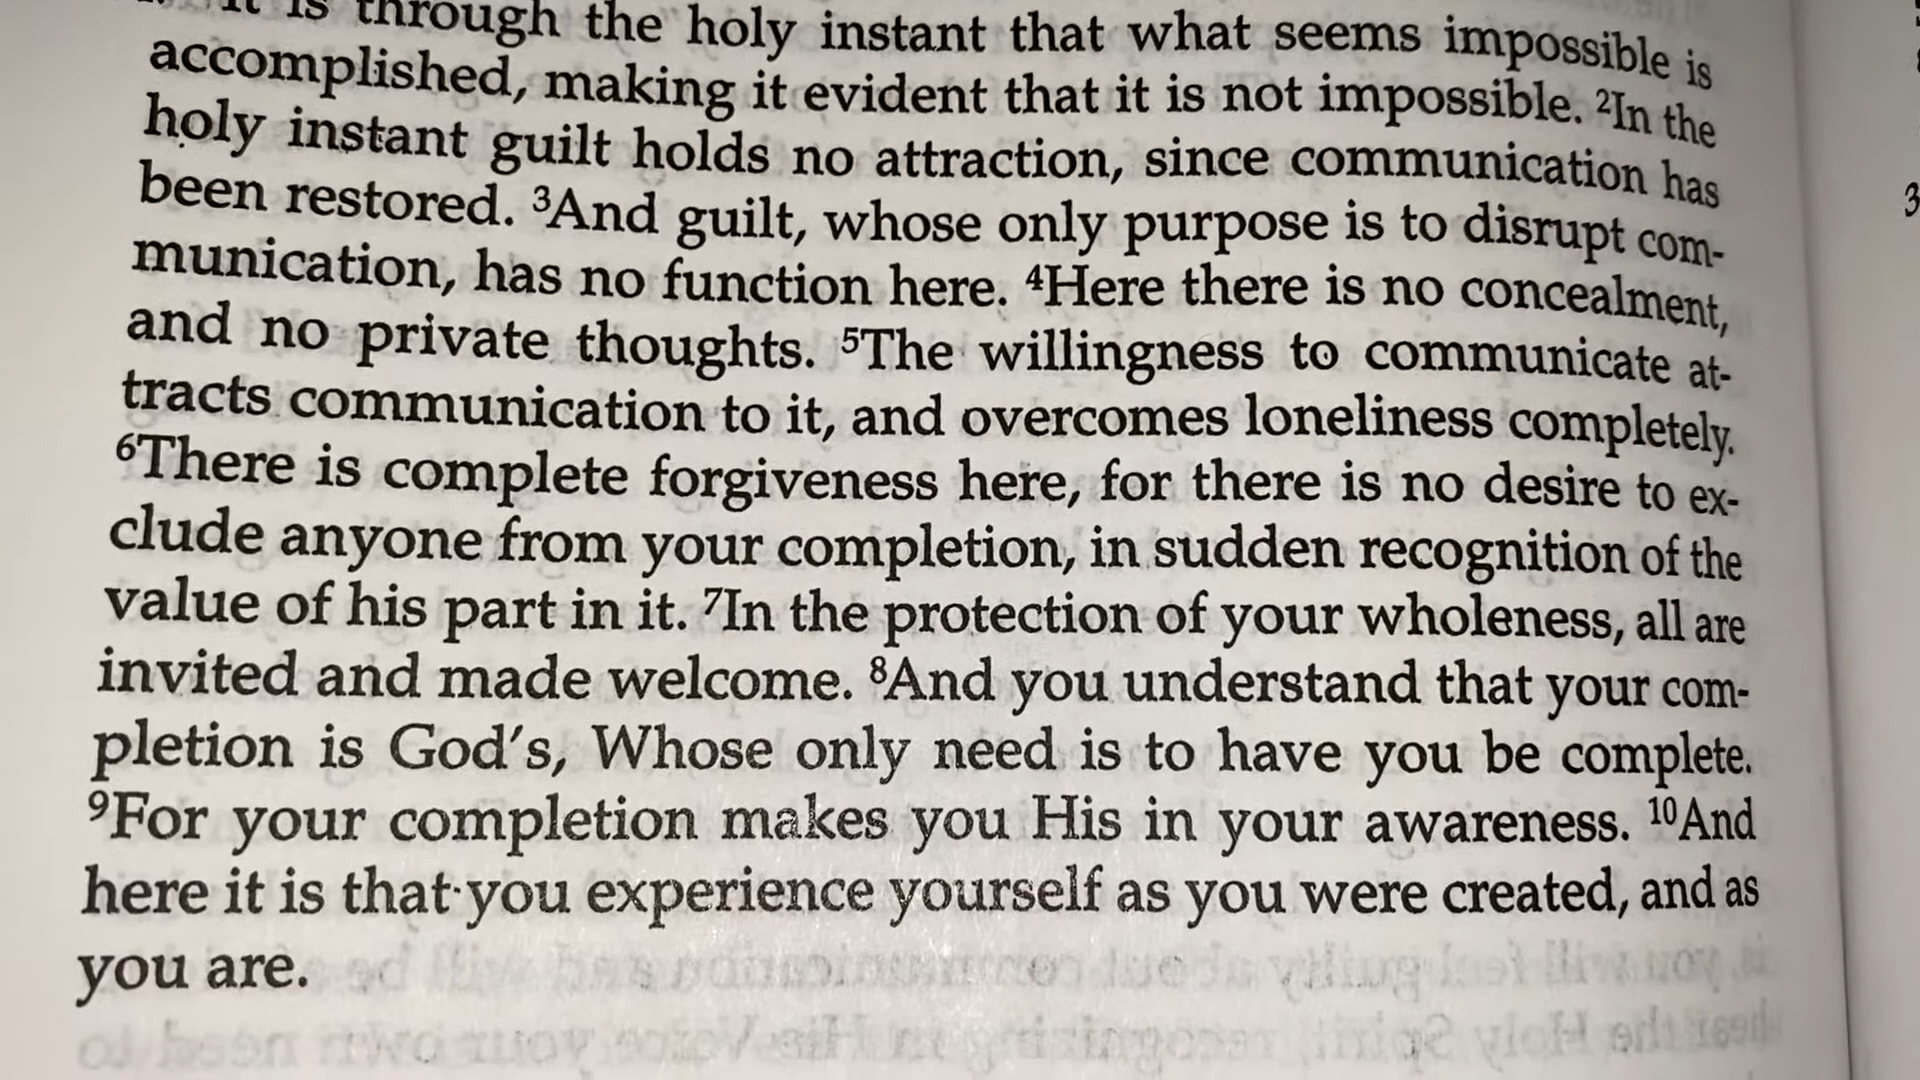 It is through the holy instant that what seems impossible is
accomplished, making it evident that it is not impossible. ²In the
holy instant guilt holds no attraction, since communication has
been restored. ³And guilt, whose only purpose is to disrupt com-
munication, has no function here. ⁴Here there is no concealment,
and no private thoughts. ⁵The willingness to communicate at-
tracts communication to it, and overcomes loneliness completely.
⁶There is complete forgiveness here, for there is no desire to ex-
clude anyone from your completion, in sudden recognition of the
value of his part in it. ⁷In the protection of your wholeness, all are
invited and made welcome. ⁸And you understand that your com-
pletion is God's, Whose only need is to have you be complete.
⁹For your completion makes you His in your awareness. ¹⁰And
here it is that you experience yourself as you were created, and as
you are.
3